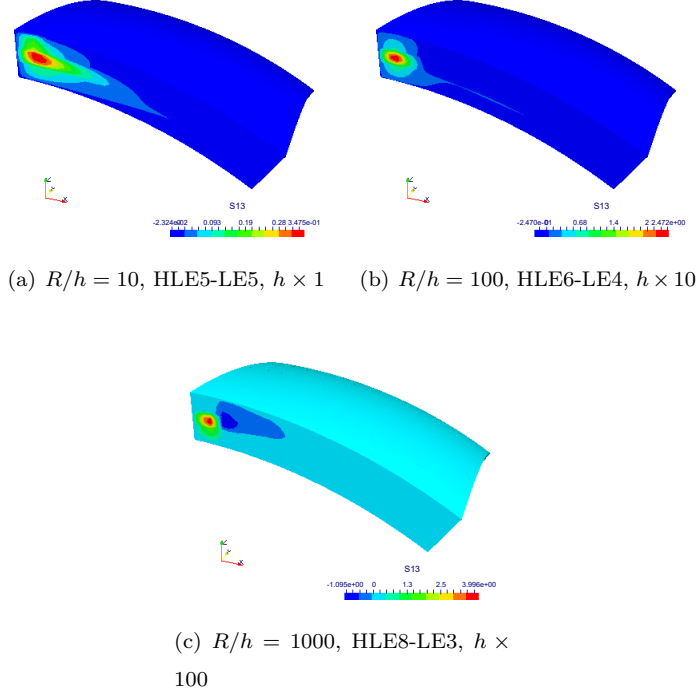 S13
-2.324e-02 0.093 0.19 0.28 3.475e-01
(a) R/h = 10, HLE5-LE5, h × 1
S13
-2.470e-01 0.68 1.4 2 2.472e+00
(b) R/h = 100, HLE6-LE4, h × 10
S13
-1.095e+00 0 1.3 2.5 3.996e+00
(c) R/h = 1000, HLE8-LE3, h ×
100